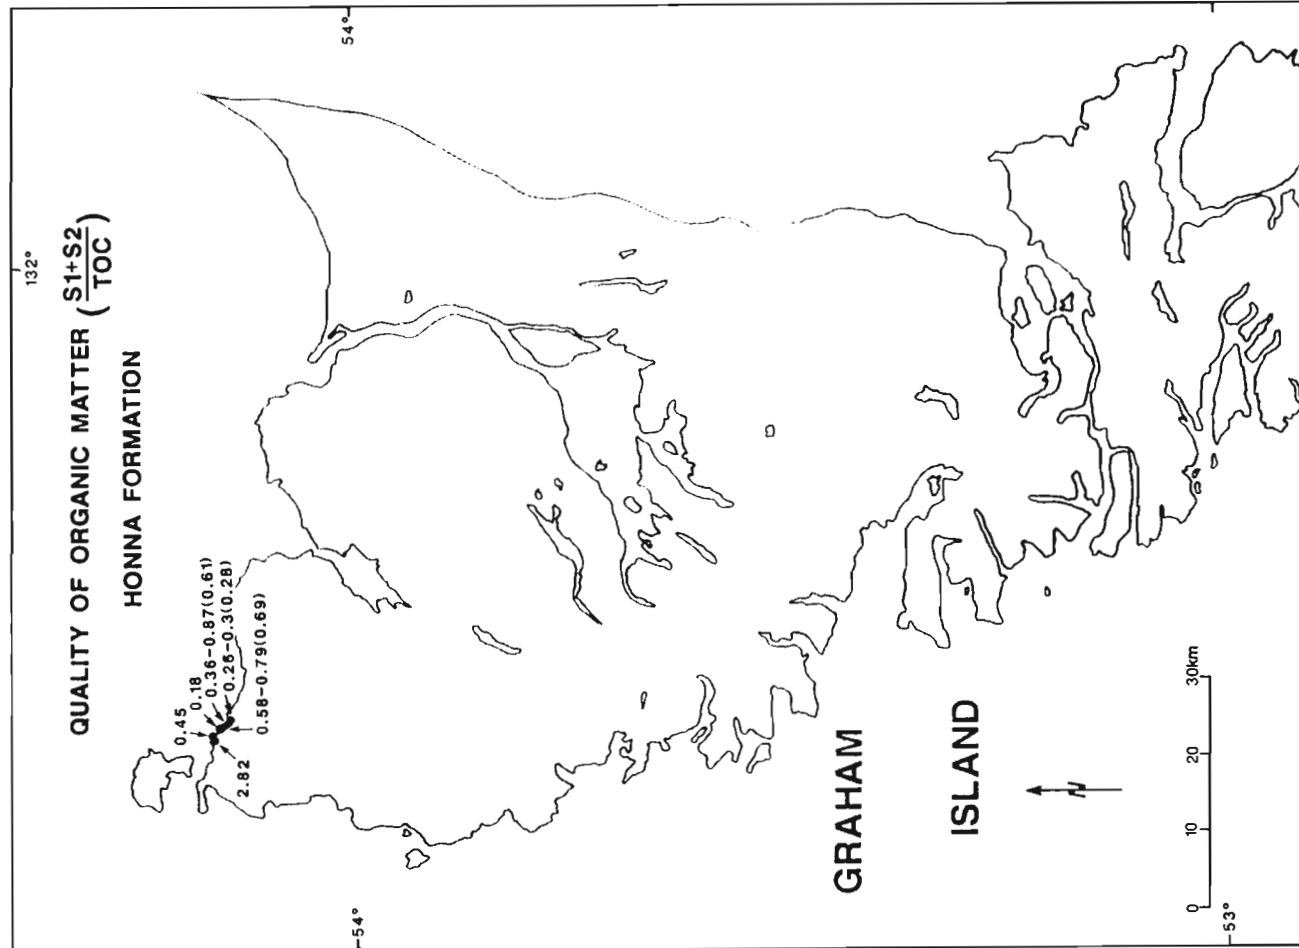 QUALITY OF ORGANIC MATTER (S1+S2/TOC)
HONNA FORMATION
132°
54°
54°
53°
0.45
0.18
0.36-0.87(0.61)
0.26-0.3(0.28)
0.58-0.79(0.69)
2.82
GRAHAM
ISLAND
0 10 20 30km